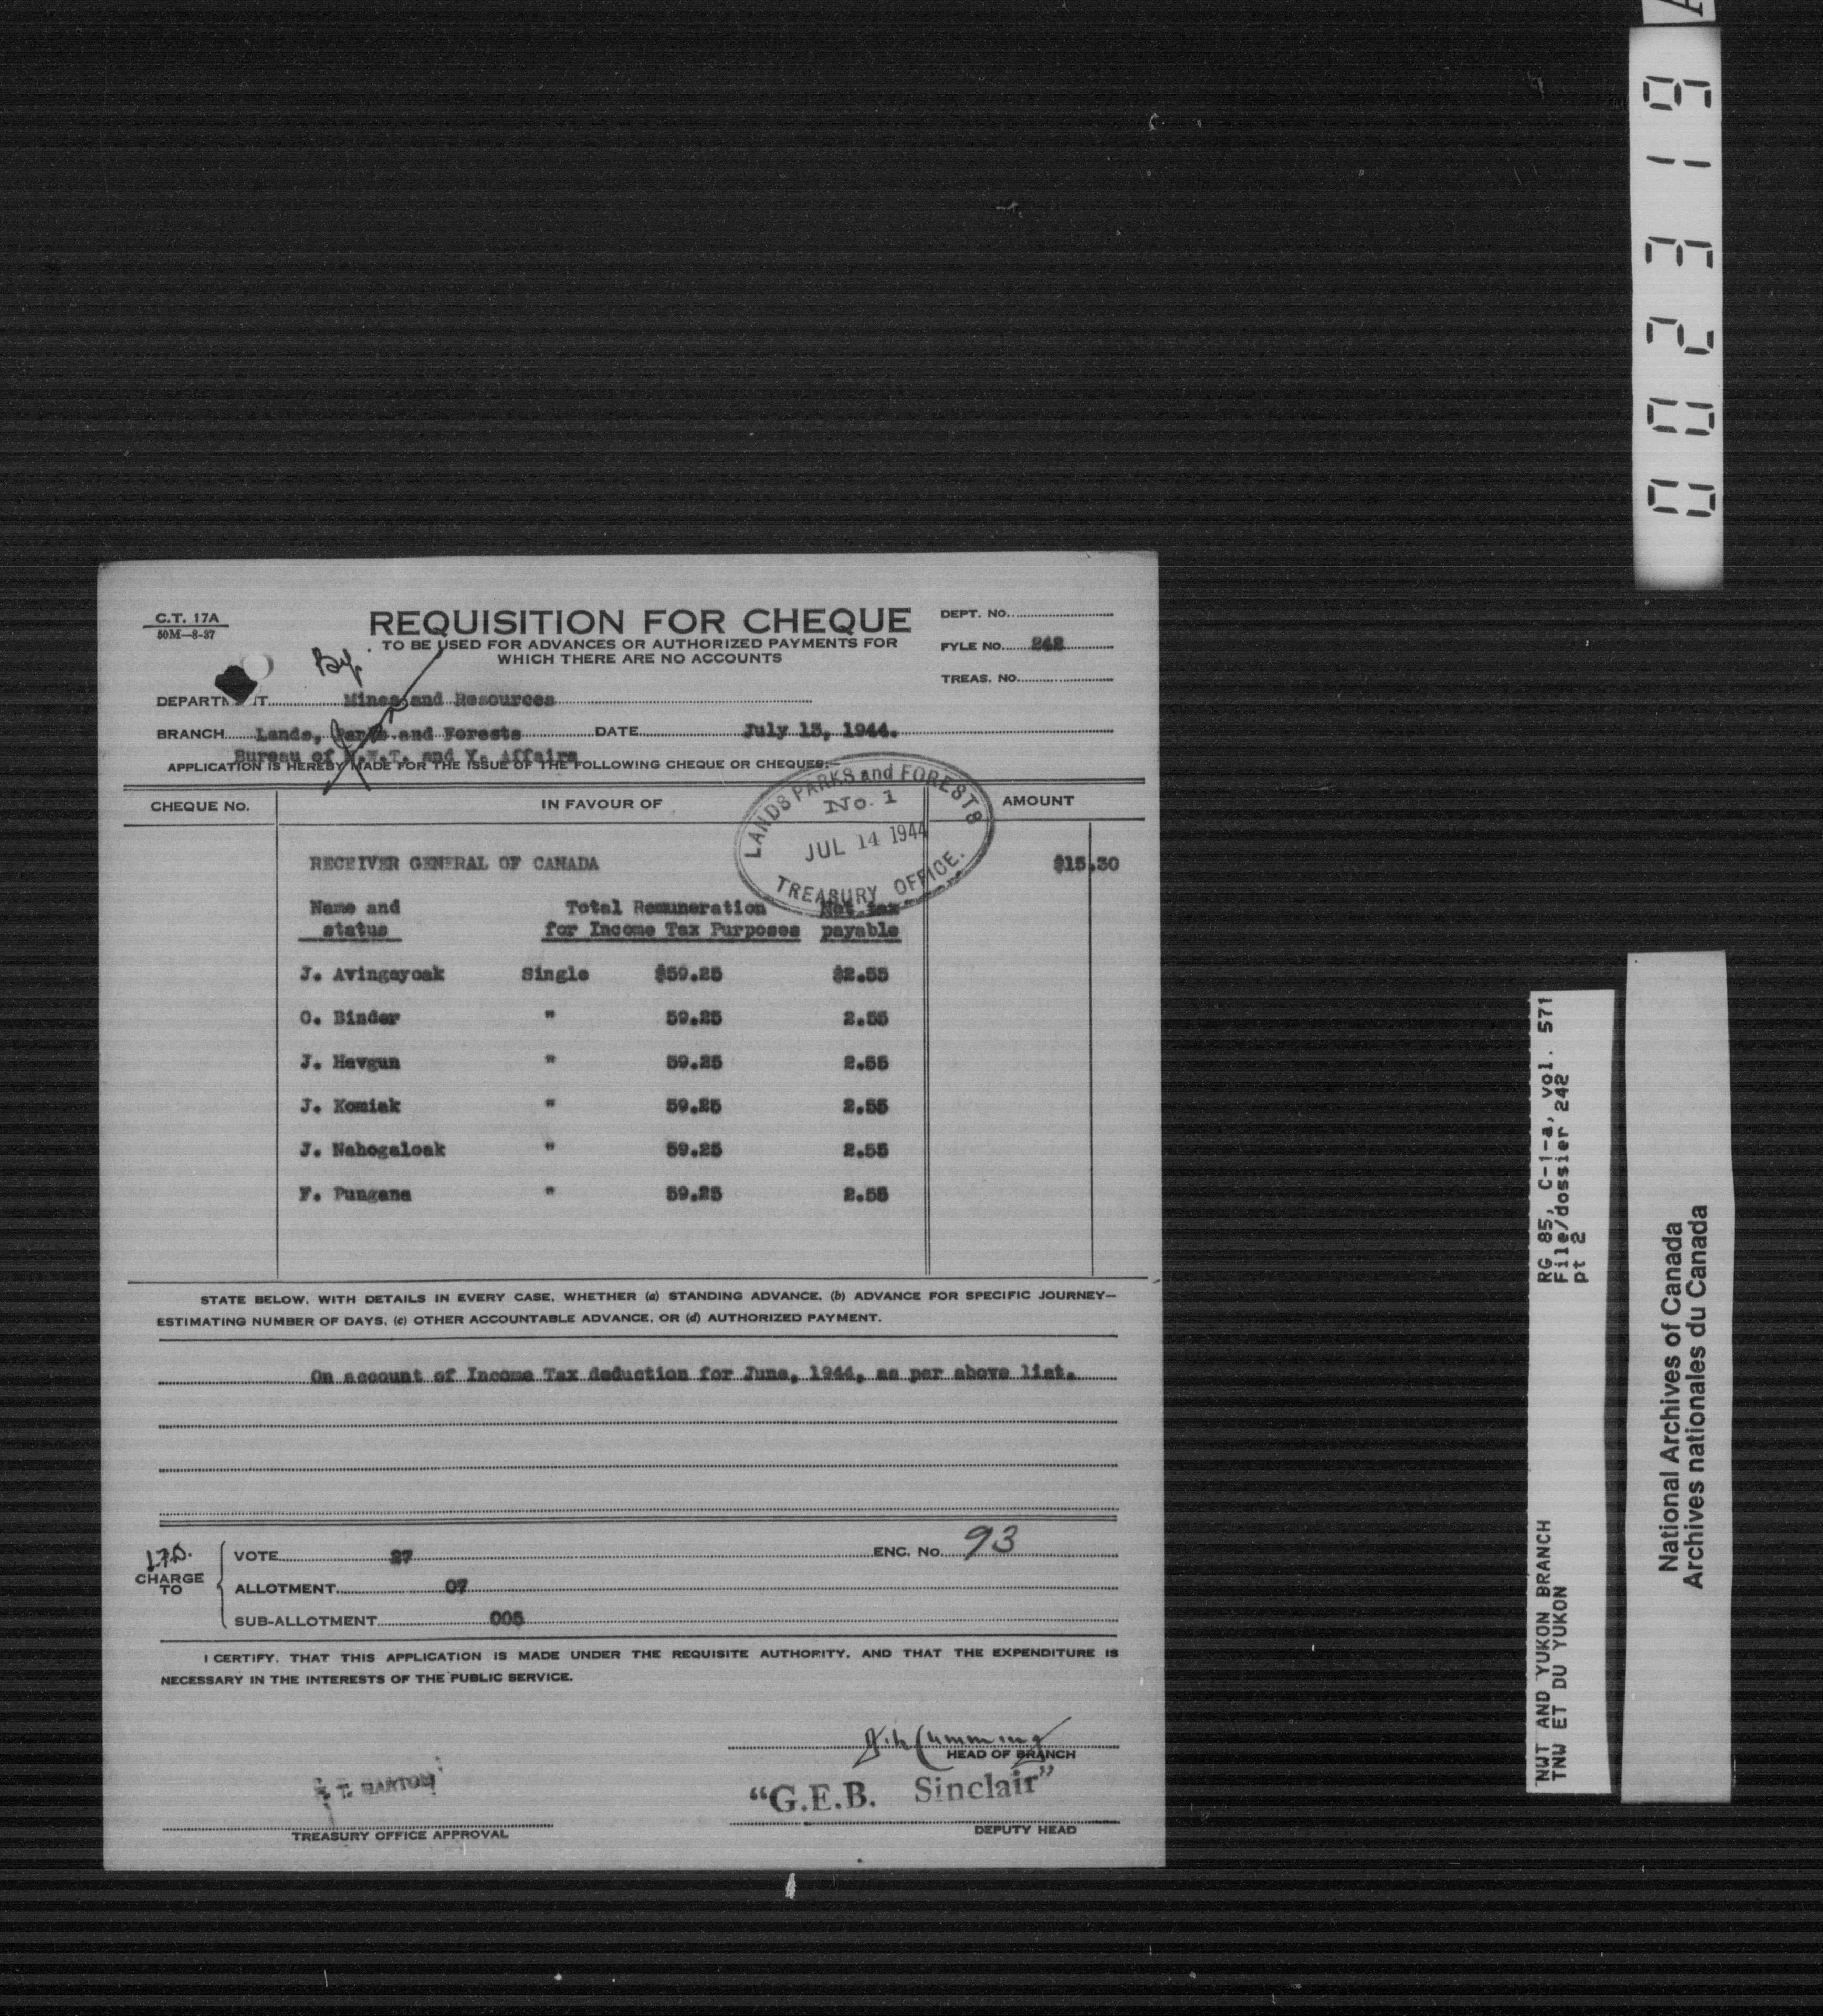 C.T. 17A
50M—8-37
REQUISITION FOR CHEQUE
TO BE USED FOR ADVANCES OR AUTHORIZED PAYMENTS FOR
WHICH THERE ARE NO ACCOUNTS
DEPT. NO.
FYLE NO. 242
TREAS. NO.
DEPARTM T. Mines and Resources
BRANCH Lands, Parks and Forests DATE July 13, 1944.
Bureau of N.W.T. and Y. Affairs
APPLICATION IS HEREBY MADE FOR THE ISSUE OF THE FOLLOWING CHEQUE OR CHEQUES:—
LANDS PARKS and FORESTS
No. 1
JUL 14 1944
TREASURY OFFICE.
CHEQUE No. IN FAVOUR OF AMOUNT
RECEIVER GENERAL OF CANADA $15.30
Name and Total Remuneration Net tax
status for Income Tax Purposes payable
J. Avingayoak Single $59.25 $2.55
O. Binder " 59.25 2.55
J. Havgun " 59.25 2.55
J. Komiak " 59.25 2.55
J. Nahogaloak " 59.25 2.55
F. Pungana " 59.25 2.55
STATE BELOW, WITH DETAILS IN EVERY CASE, WHETHER (a) STANDING ADVANCE, (b) ADVANCE FOR SPECIFIC JOURNEY—
ESTIMATING NUMBER OF DAYS, (c) OTHER ACCOUNTABLE ADVANCE, OR (d) AUTHORIZED PAYMENT.
On account of Income Tax deduction for June, 1944, as per above list.
CHARGE
TO
VOTE 27 ENC. No. 93
ALLOTMENT 07
SUB-ALLOTMENT 005
I CERTIFY, THAT THIS APPLICATION IS MADE UNDER THE REQUISITE AUTHORITY, AND THAT THE EXPENDITURE IS
NECESSARY IN THE INTERESTS OF THE PUBLIC SERVICE.
Cumming
HEAD OF BRANCH
T. BARTON
"G.E.B. Sinclair"
TREASURY OFFICE APPROVAL
DEPUTY HEAD
002319
RG 85, C-1-a, vol. 571
File/dossier 242
pt 2
NWT AND YUKON BRANCH
TNW ET DU YUKON
National Archives of Canada
Archives nationales du Canada